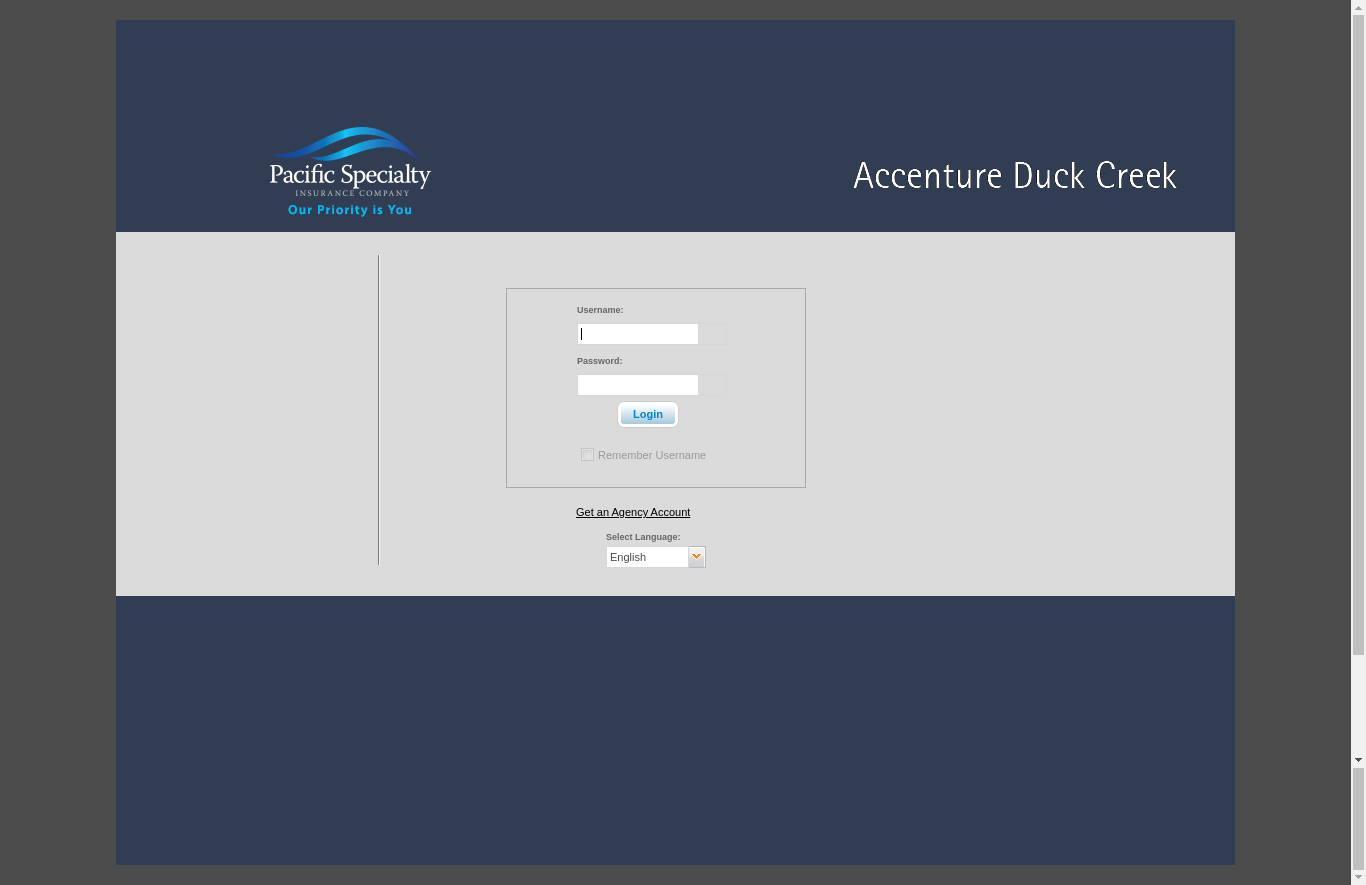 Pacific Specialty
INSURANCE COMPANY
Our Priority is You
Accenture Duck Creek
Username:
Password:
Login
Remember Username
Get an Agency Account
Select Language:
English